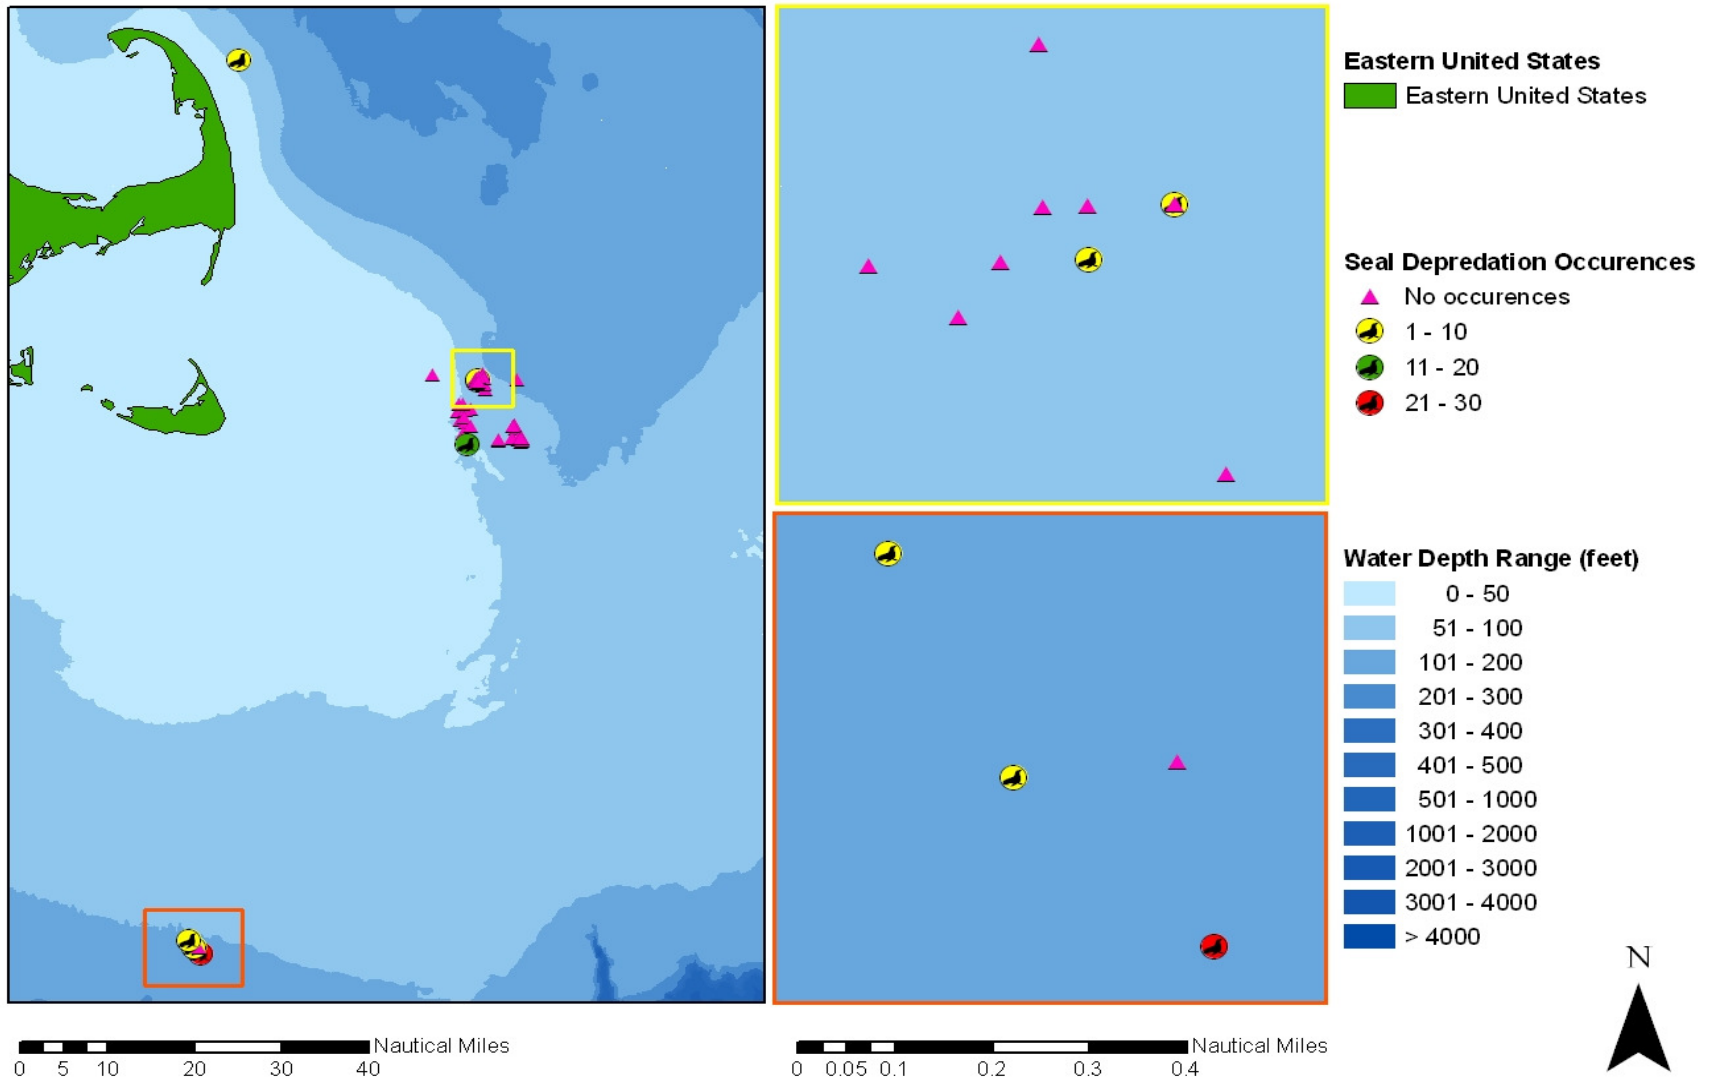 Eastern United States
Eastern United States
Seal Depredation Occurences
No occurences
1 - 10
11 - 20
21 - 30
Water Depth Range (feet)
0 - 50
51 - 100
101 - 200
201 - 300
301 - 400
401 - 500
501 - 1000
1001 - 2000
2001 - 3000
3001 - 4000
> 4000
N
Nautical Miles
0 5 10 20 30 40
Nautical Miles
0 0.05 0.1 0.2 0.3 0.4